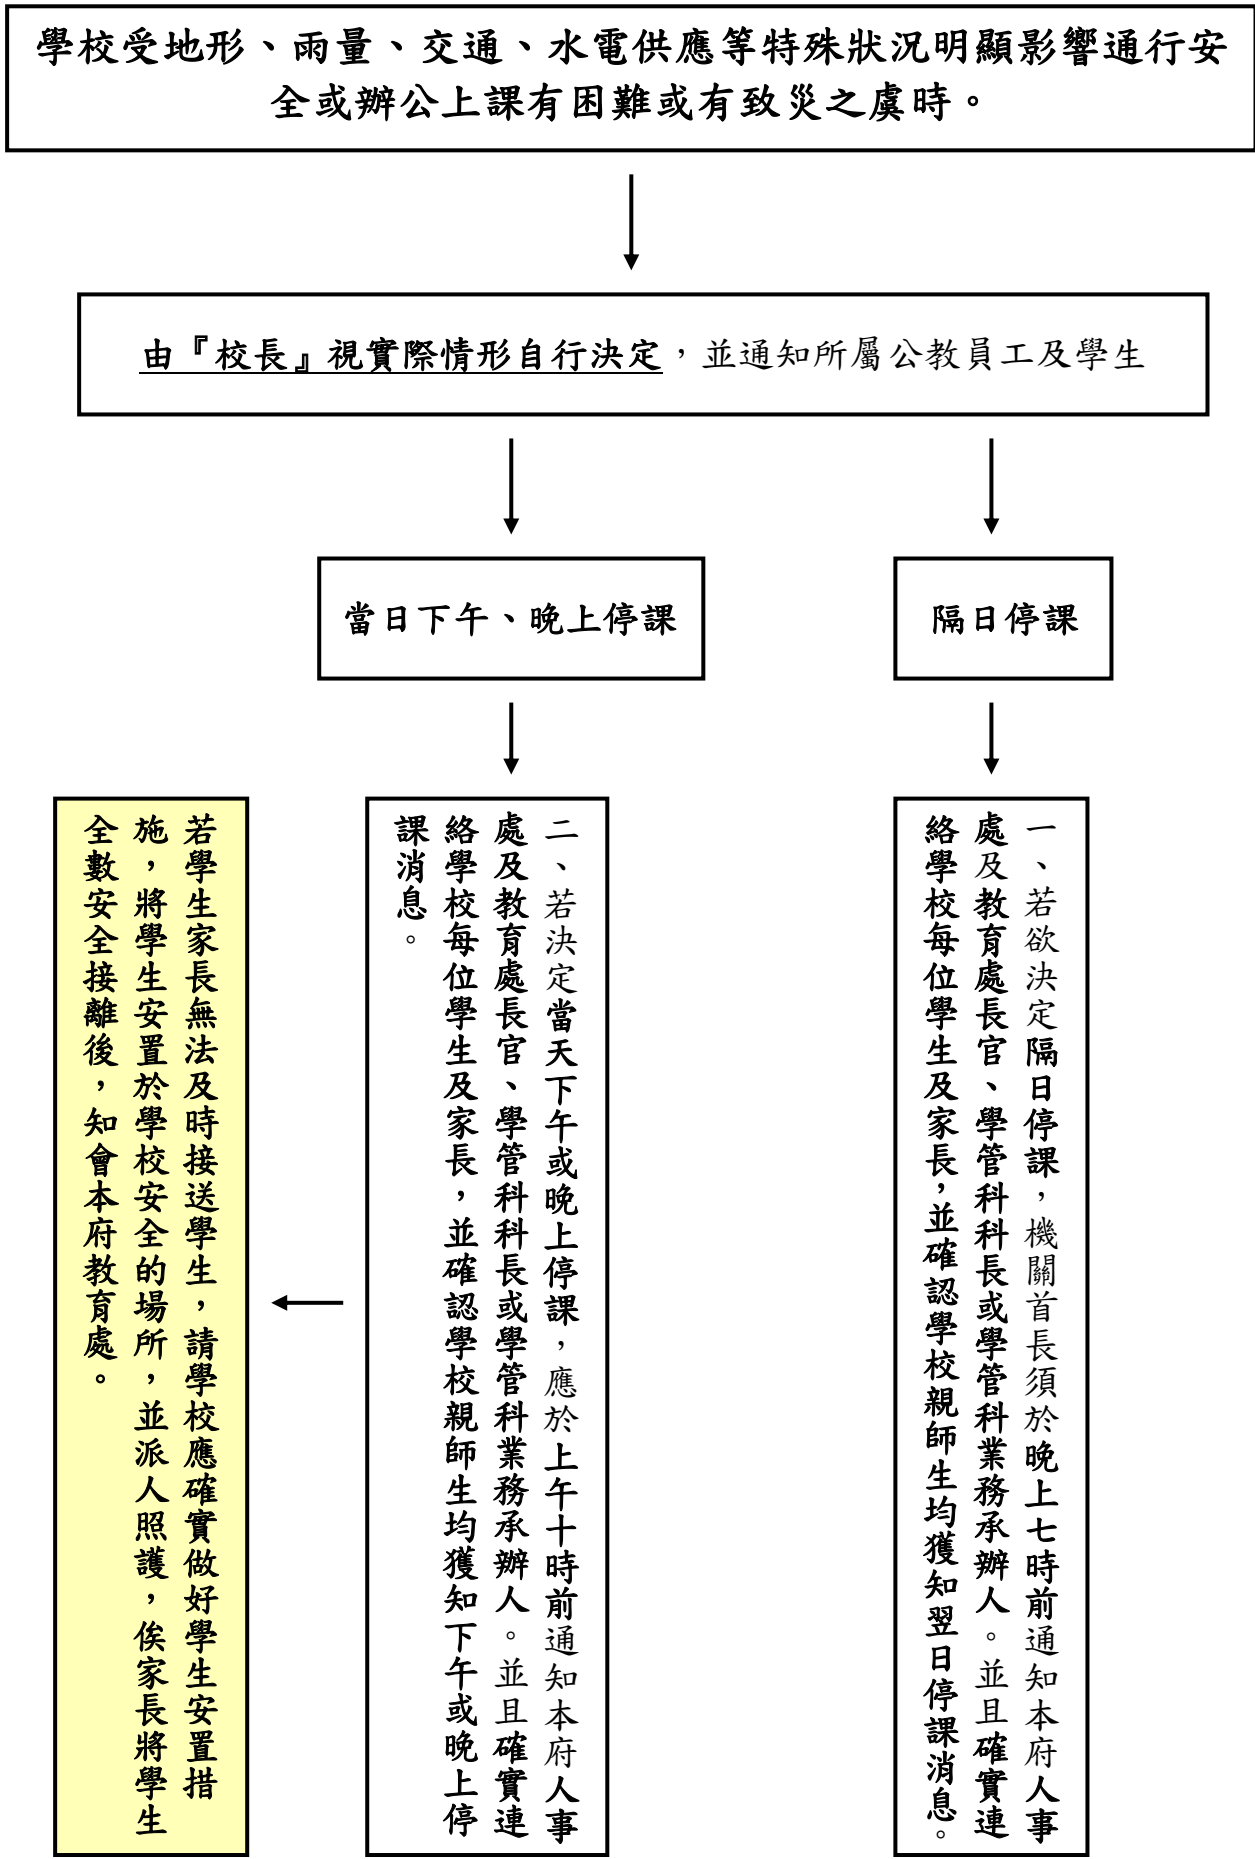 學校受地形、雨量、交通、水電供應等特殊狀況明顯影響通行安
全或辦公上課有困難或有致災之虞時。
由『校長』視實際情形自行決定，並通知所屬公教員工及學生
當日下午、晚上停課
隔日停課
一、若欲決定隔日停課，機關首長須於晚上七時前通知本府人事
處及教育處長官、學管科科長或學管科業務承辦人。並且確實連
絡學校每位學生及家長，並確認學校親師生均獲知翌日停課消息。
二、若決定當天下午或晚上停課，應於上午十時前通知本府人事
處及教育處長官、學管科科長或學管科業務承辦人。並且確實連
絡學校每位學生及家長，並確認學校親師生均獲知下午或晚上停
課消息。
若學生家長無法及時接送學生，請學校應確實做好學生安置措
施，將學生安置於學校安全的場所，並派人照護，俟家長將學生
全數安全接離後，知會本府教育處。